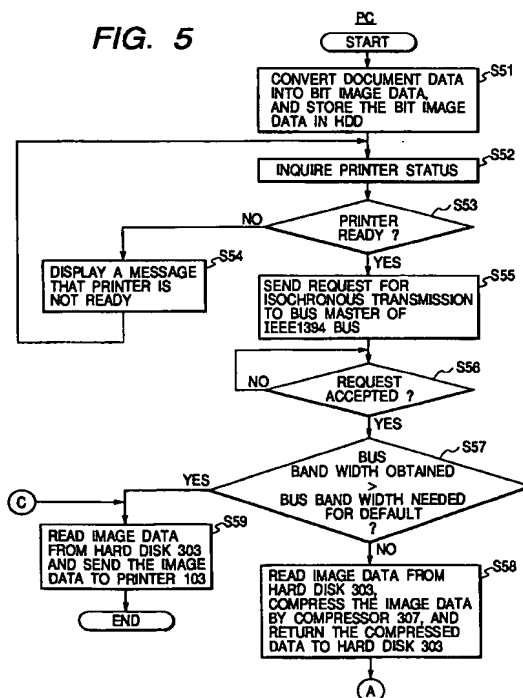 FIG. 5
PC
START
S51
CONVERT DOCUMENT DATA
INTO BIT IMAGE DATA,
AND STORE THE BIT IMAGE
DATA IN HDD
S52
INQUIRE PRINTER STATUS
S53
PRINTER
READY ?
NO
YES
S54
DISPLAY A MESSAGE
THAT PRINTER IS
NOT READY
S55
SEND REQUEST FOR
ISOCHRONOUS TRANSMISSION
TO BUS MASTER OF
IEEE1394 BUS
S56
REQUEST
ACCEPTED ?
NO
YES
S57
BUS
BAND WIDTH OBTAINED
>
BUS BAND WIDTH NEEDED
FOR DEFAULT
?
YES
NO
C
S59
READ IMAGE DATA
FROM HARD DISK 303
AND SEND THE IMAGE
DATA TO PRINTER 103
END
S58
READ IMAGE DATA FROM
HARD DISK 303,
COMPRESS THE IMAGE DATA
BY COMPRESSOR 307, AND
RETURN THE COMPRESSED
DATA TO HARD DISK 303
A